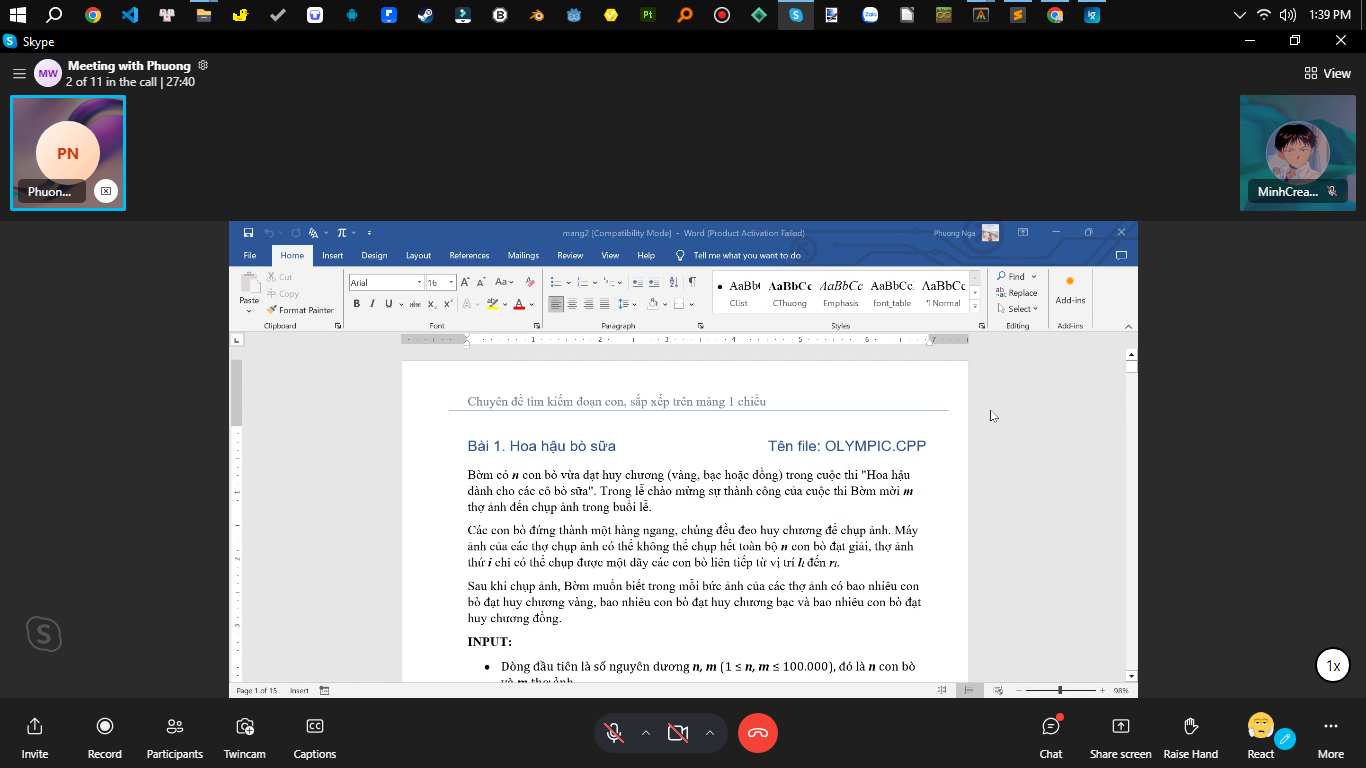 1:39 PM
Skype
MW
Meeting with Phuong
2 of 11 in the call | 27:40
View
PN
Phuon...
MinhCrea...
mang2 [Compatibility Mode] - Word (Product Activation Failed)
Phuong Nga
File Home Insert Design Layout References Mailings Review View Help Tell me what you want to do
Paste
Cut
Copy
Format Painter
Clipboard
Arial 16
Font
Paragraph
AaBb AaBbCc AaBbCc AaBbCc. AaBbCc
CList CThuong Emphasis font_table ¶ Normal
Styles
Find
Replace
Select
Editing
Add-ins
Add-ins
1 2 3 4 5 6 7
Chuyên đề tìm kiếm đoạn con, sắp xếp trên mảng 1 chiều
Bài 1. Hoa hậu bò sữa Tên file: OLYMPIC.CPP
Bờm có n con bò vừa đạt huy chương (vàng, bạc hoặc đồng) trong cuộc thi "Hoa hậu
dành cho các cô bò sữa". Trong lễ chào mừng sự thành công của cuộc thi Bờm mời m
thợ ảnh đến chụp ảnh trong buổi lễ.
Các con bò đứng thành một hàng ngang, chúng đều đeo huy chương để chụp ảnh. Máy
ảnh của các thợ chụp ảnh có thể không thể chụp hết toàn bộ n con bò đạt giải, thợ ảnh
thứ i chỉ có thể chụp được một dãy các con bò liên tiếp từ vị trí lᵢ đến rᵢ.
Sau khi chụp ảnh, Bờm muốn biết trong mỗi bức ảnh của các thợ ảnh có bao nhiêu con
bò đạt huy chương vàng, bao nhiêu con bò đạt huy chương bạc và bao nhiêu con bò đạt
huy chương đồng.
INPUT:
• Dòng đầu tiên là số nguyên dương n, m (1 ≤ n, m ≤ 100.000), đó là n con bò
và m thợ ảnh
Page 1 of 15 Insert 98%
1x
Invite Record Participants Twincam Captions Chat Share screen Raise Hand React More